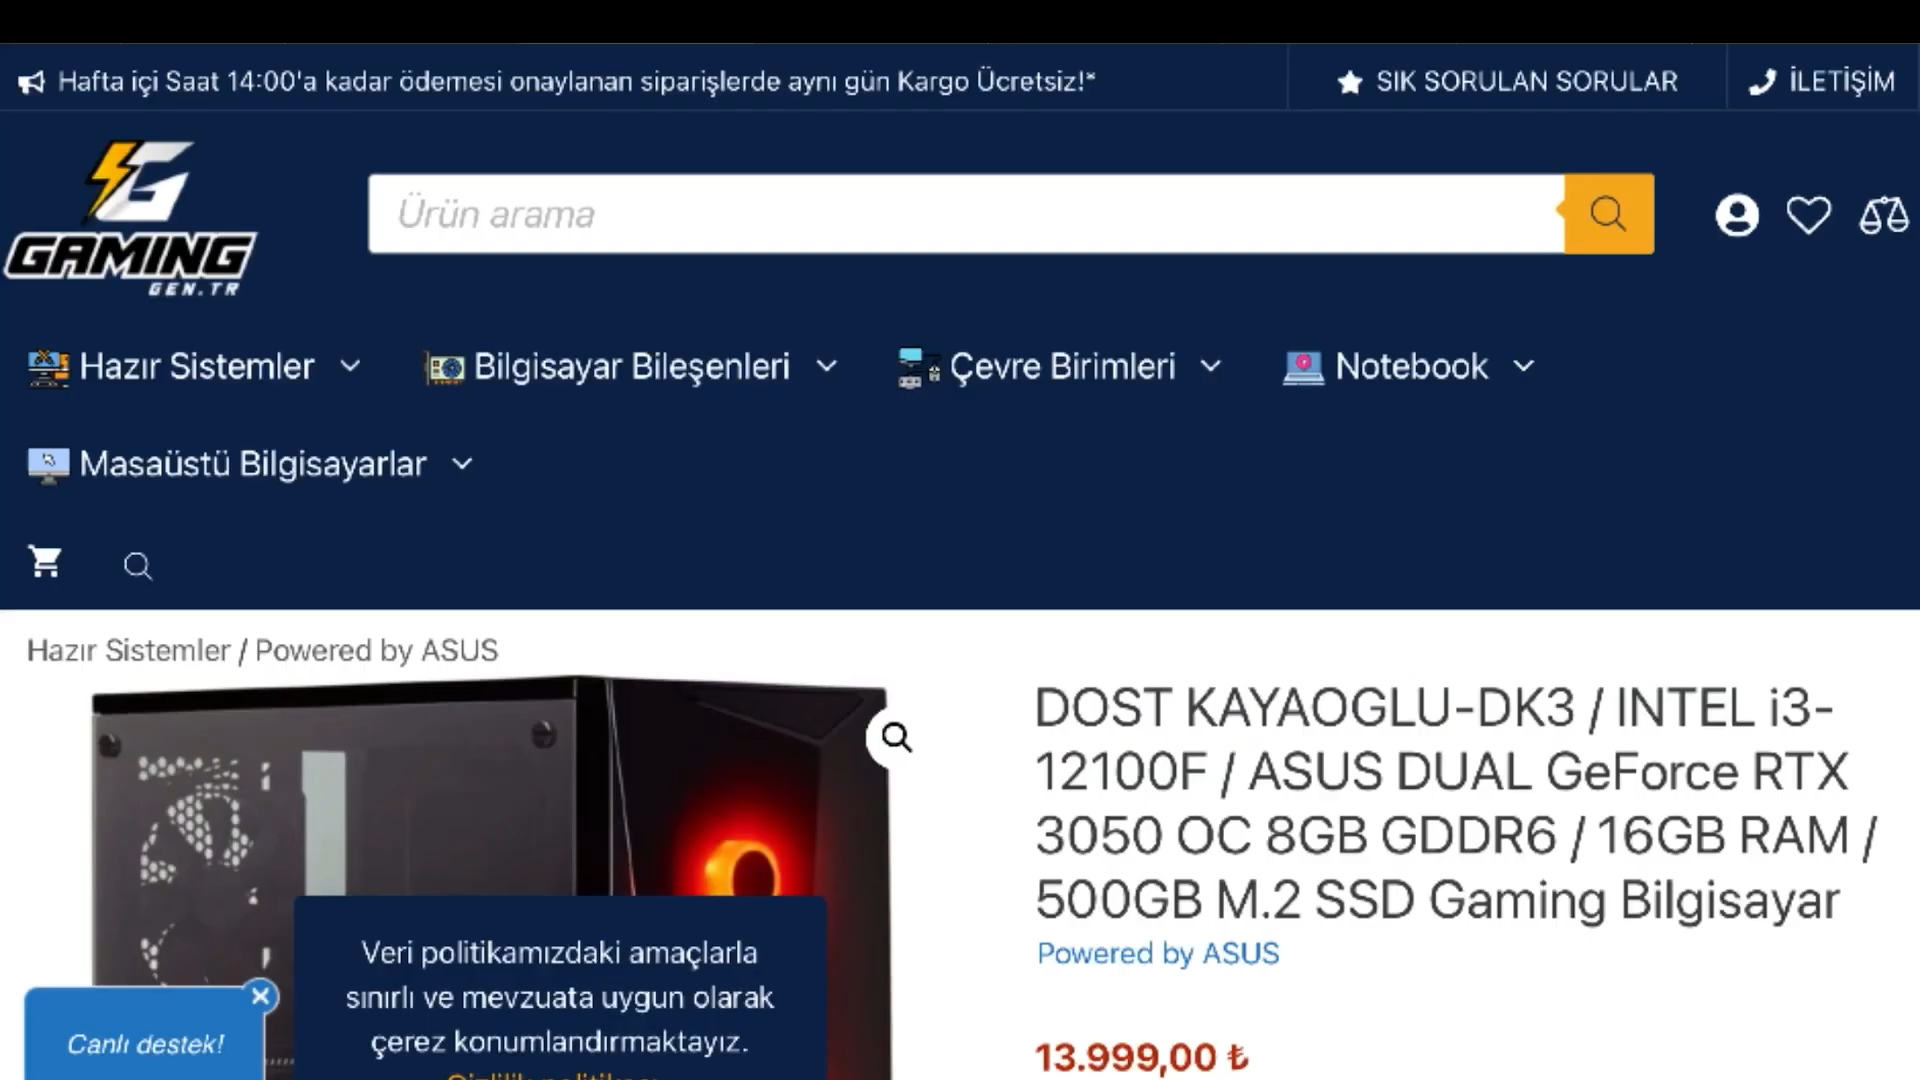 Hafta içi Saat 14:00'a kadar ödemesi onaylanan siparişlerde aynı gün Kargo Ücretsiz!*
SIK SORULAN SORULAR
İLETİŞİM
G
GAMING
GEN.TR
Ürün arama
Hazır Sistemler
Bilgisayar Bileşenleri
Çevre Birimleri
Notebook
Masaüstü Bilgisayarlar
Hazır Sistemler / Powered by ASUS
DOST KAYAOGLU-DK3 / INTEL i3-
12100F / ASUS DUAL GeForce RTX
3050 OC 8GB GDDR6 / 16GB RAM /
500GB M.2 SSD Gaming Bilgisayar
Powered by ASUS
13.999,00 ₺
Veri politikamızdaki amaçlarla
sınırlı ve mevzuata uygun olarak
çerez konumlandırmaktayız.
Canlı destek!